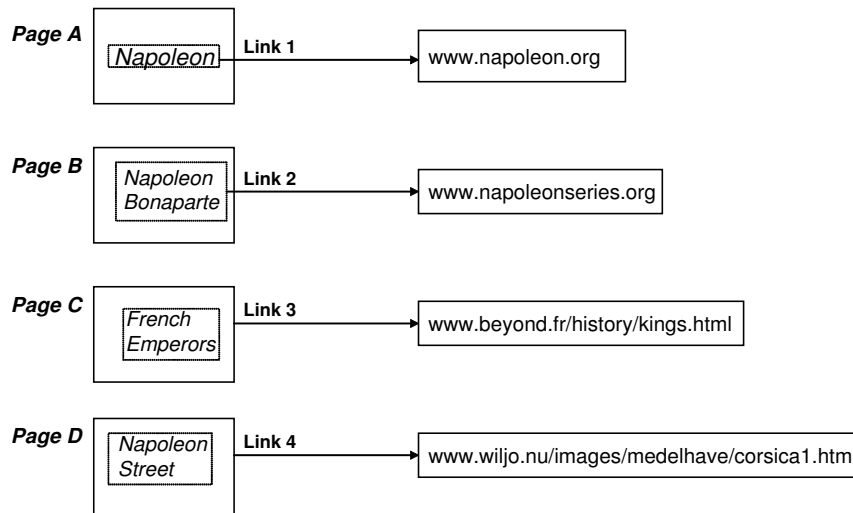 Page A
Napoleon
Link 1
www.napoleon.org
Page B
Napoleon
Bonaparte
Link 2
www.napoleonseries.org
Page C
French
Emperors
Link 3
www.beyond.fr/history/kings.html
Page D
Napoleon
Street
Link 4
www.wiljo.nu/images/medelhave/corsica1.htm